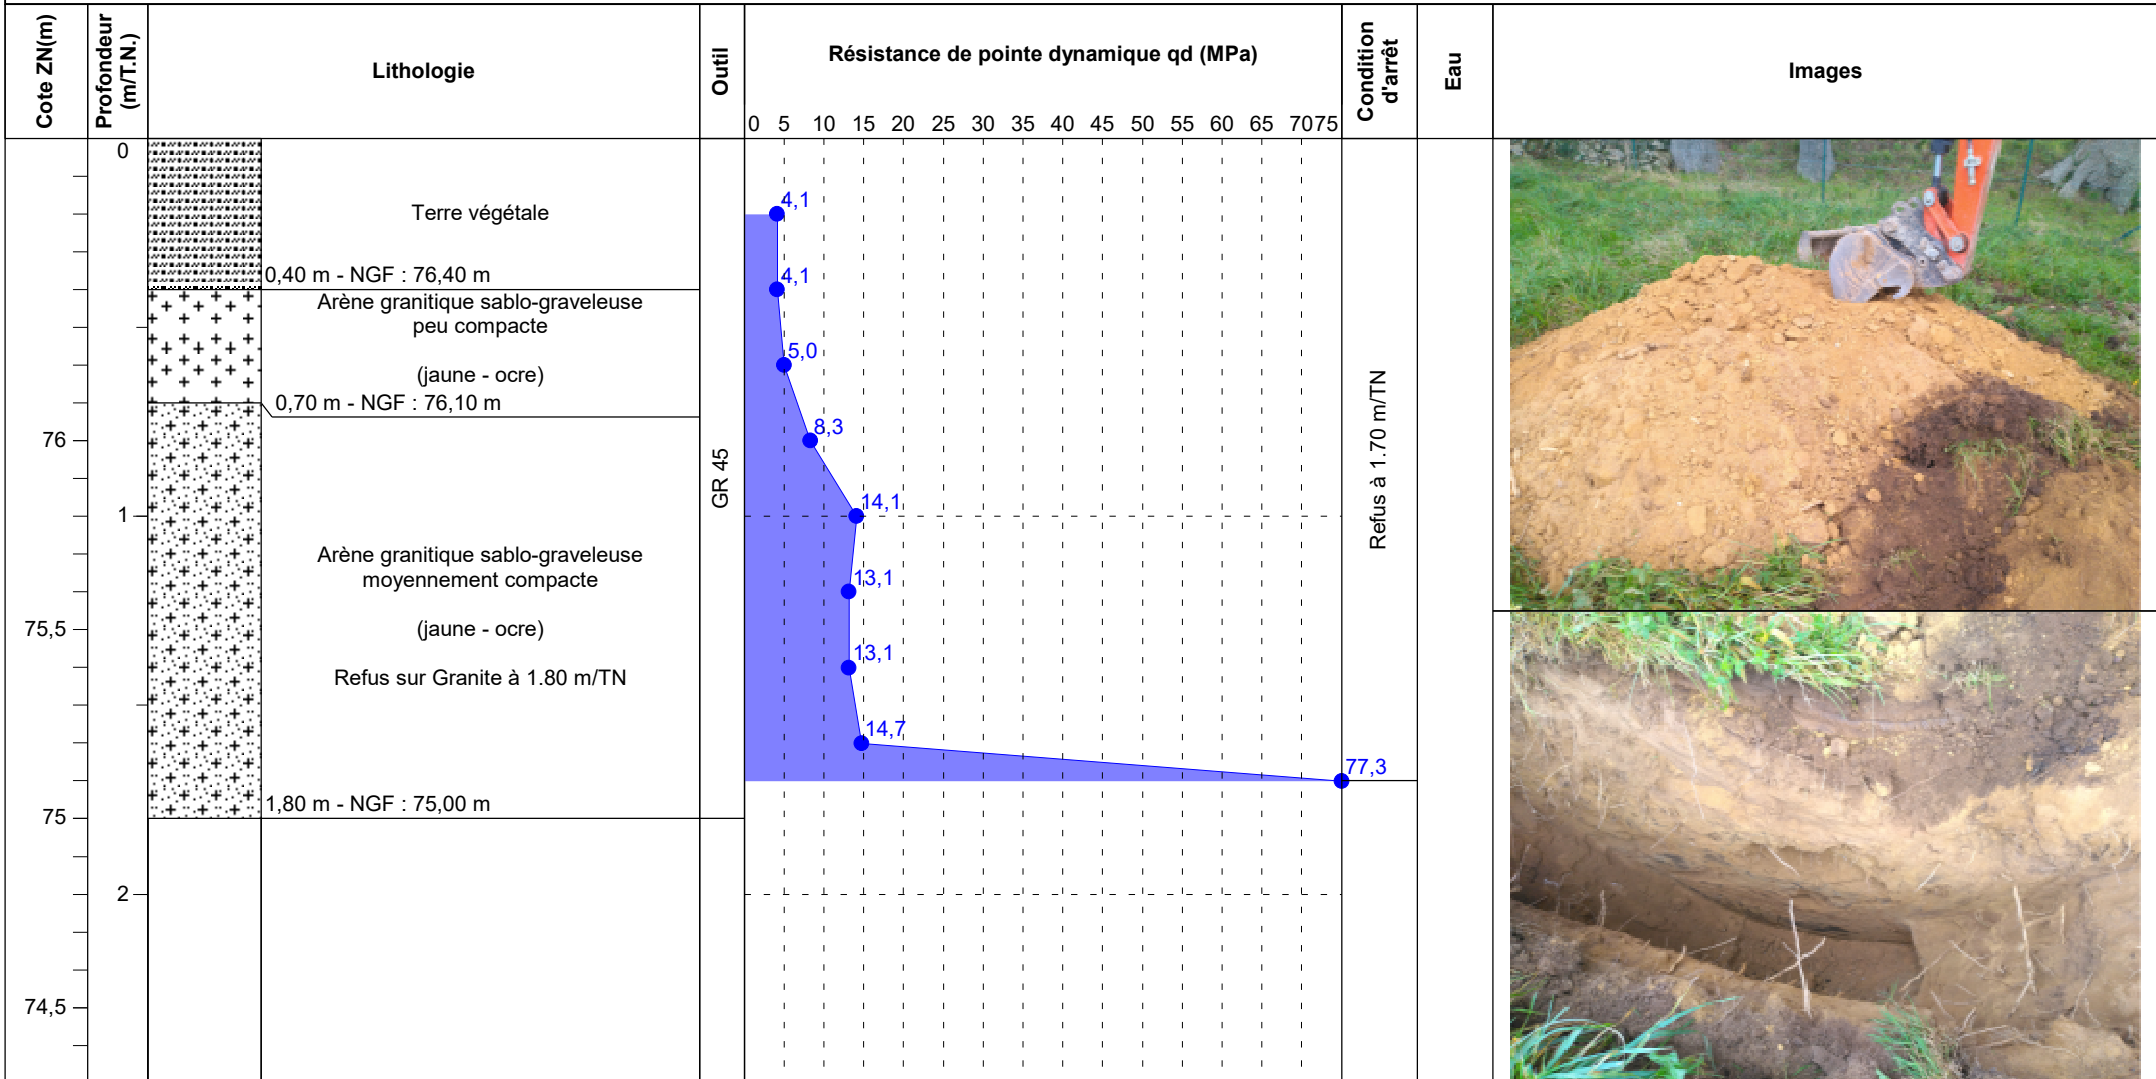 Cote ZN(m)
Profondeur
(m/T.N.)
Lithologie
Outil
Résistance de pointe dynamique qd (MPa)
0 5 10 15 20 25 30 35 40 45 50 55 60 65 70 75
Condition
d'arrêt
Eau
Images
0
Terre végétale
0,40 m - NGF : 76,40 m
Arène granitique sablo-graveleuse
peu compacte
(jaune - ocre)
0,70 m - NGF : 76,10 m
76
1
Arène granitique sablo-graveleuse
moyennement compacte
75,5
(jaune - ocre)
Refus sur Granite à 1.80 m/TN
1,80 m - NGF : 75,00 m
75
2
74,5
GR 45
4,1
4,1
5,0
8,3
14,1
13,1
13,1
14,7
77,3
Refus à 1.70 m/TN